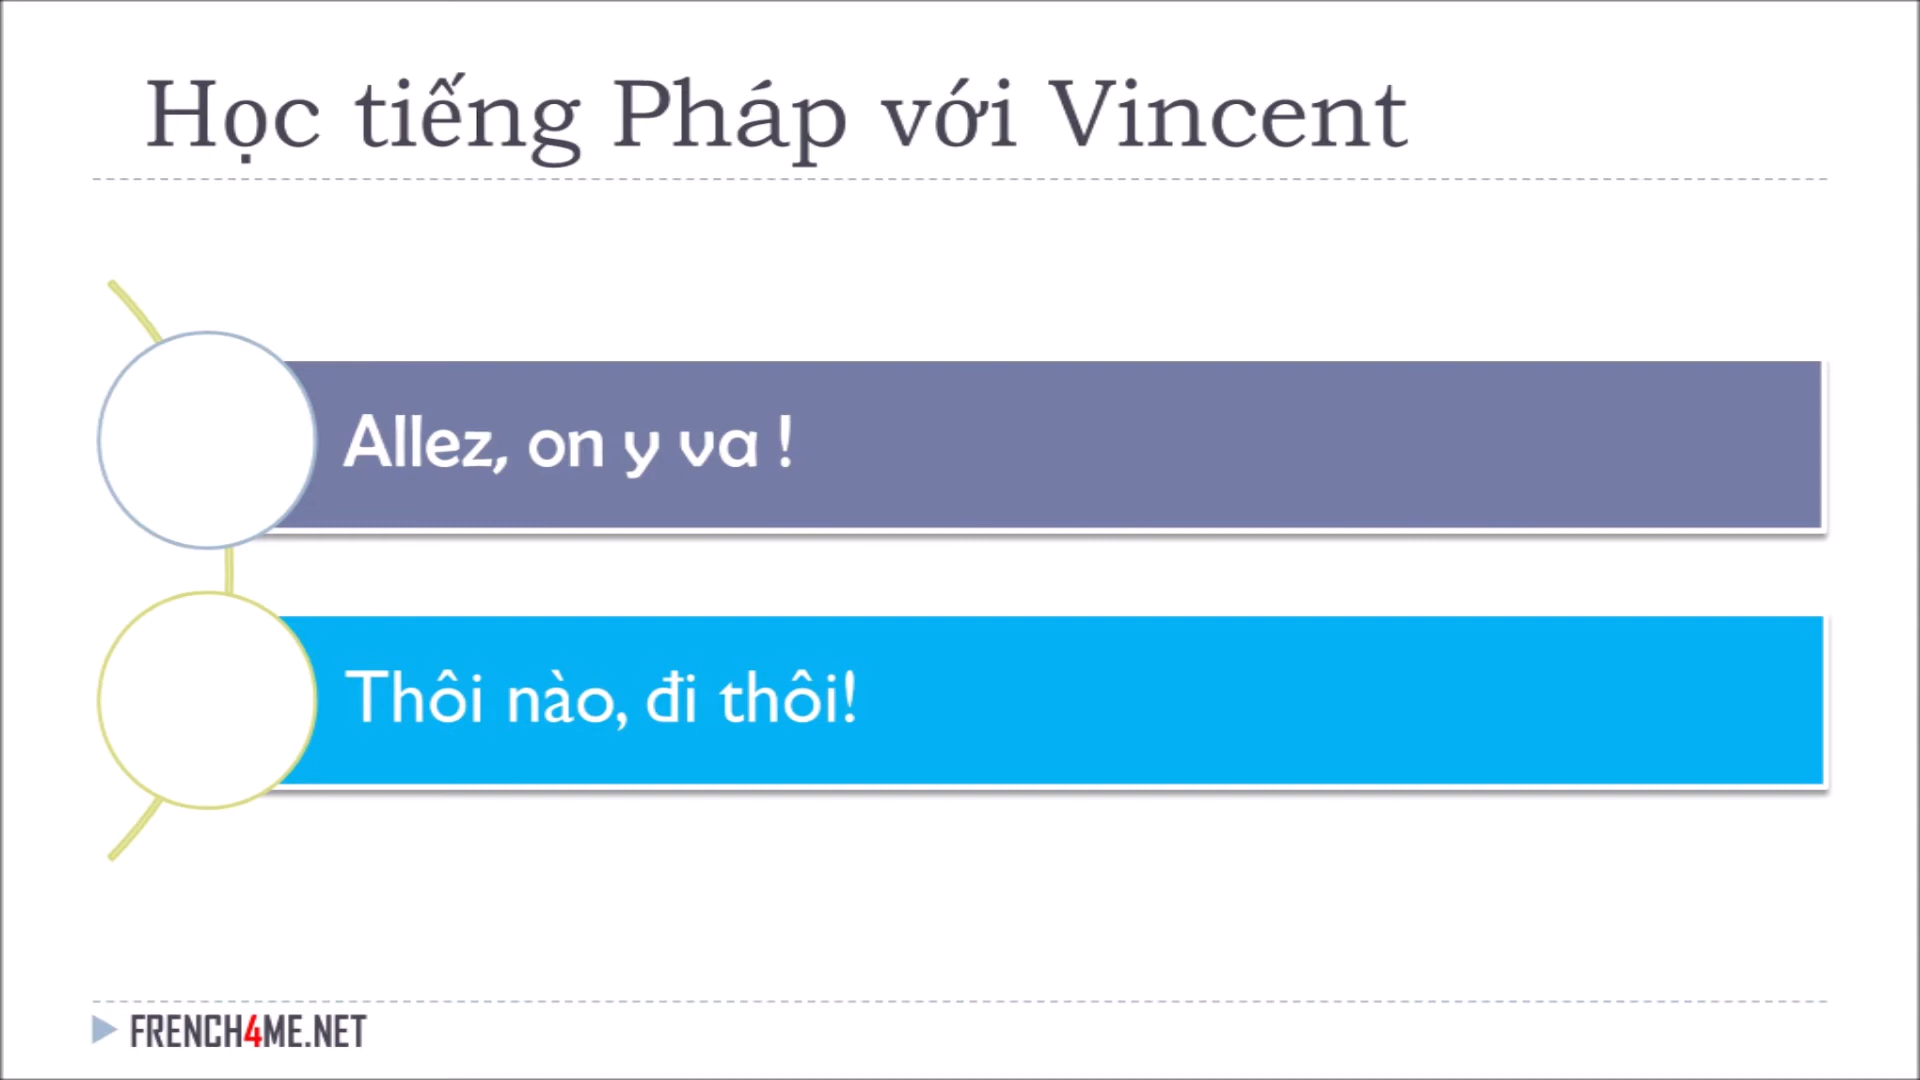 Học tiếng Pháp với Vincent
Allez, on y va !
Thôi nào, đi thôi!
FRENCH4ME.NET